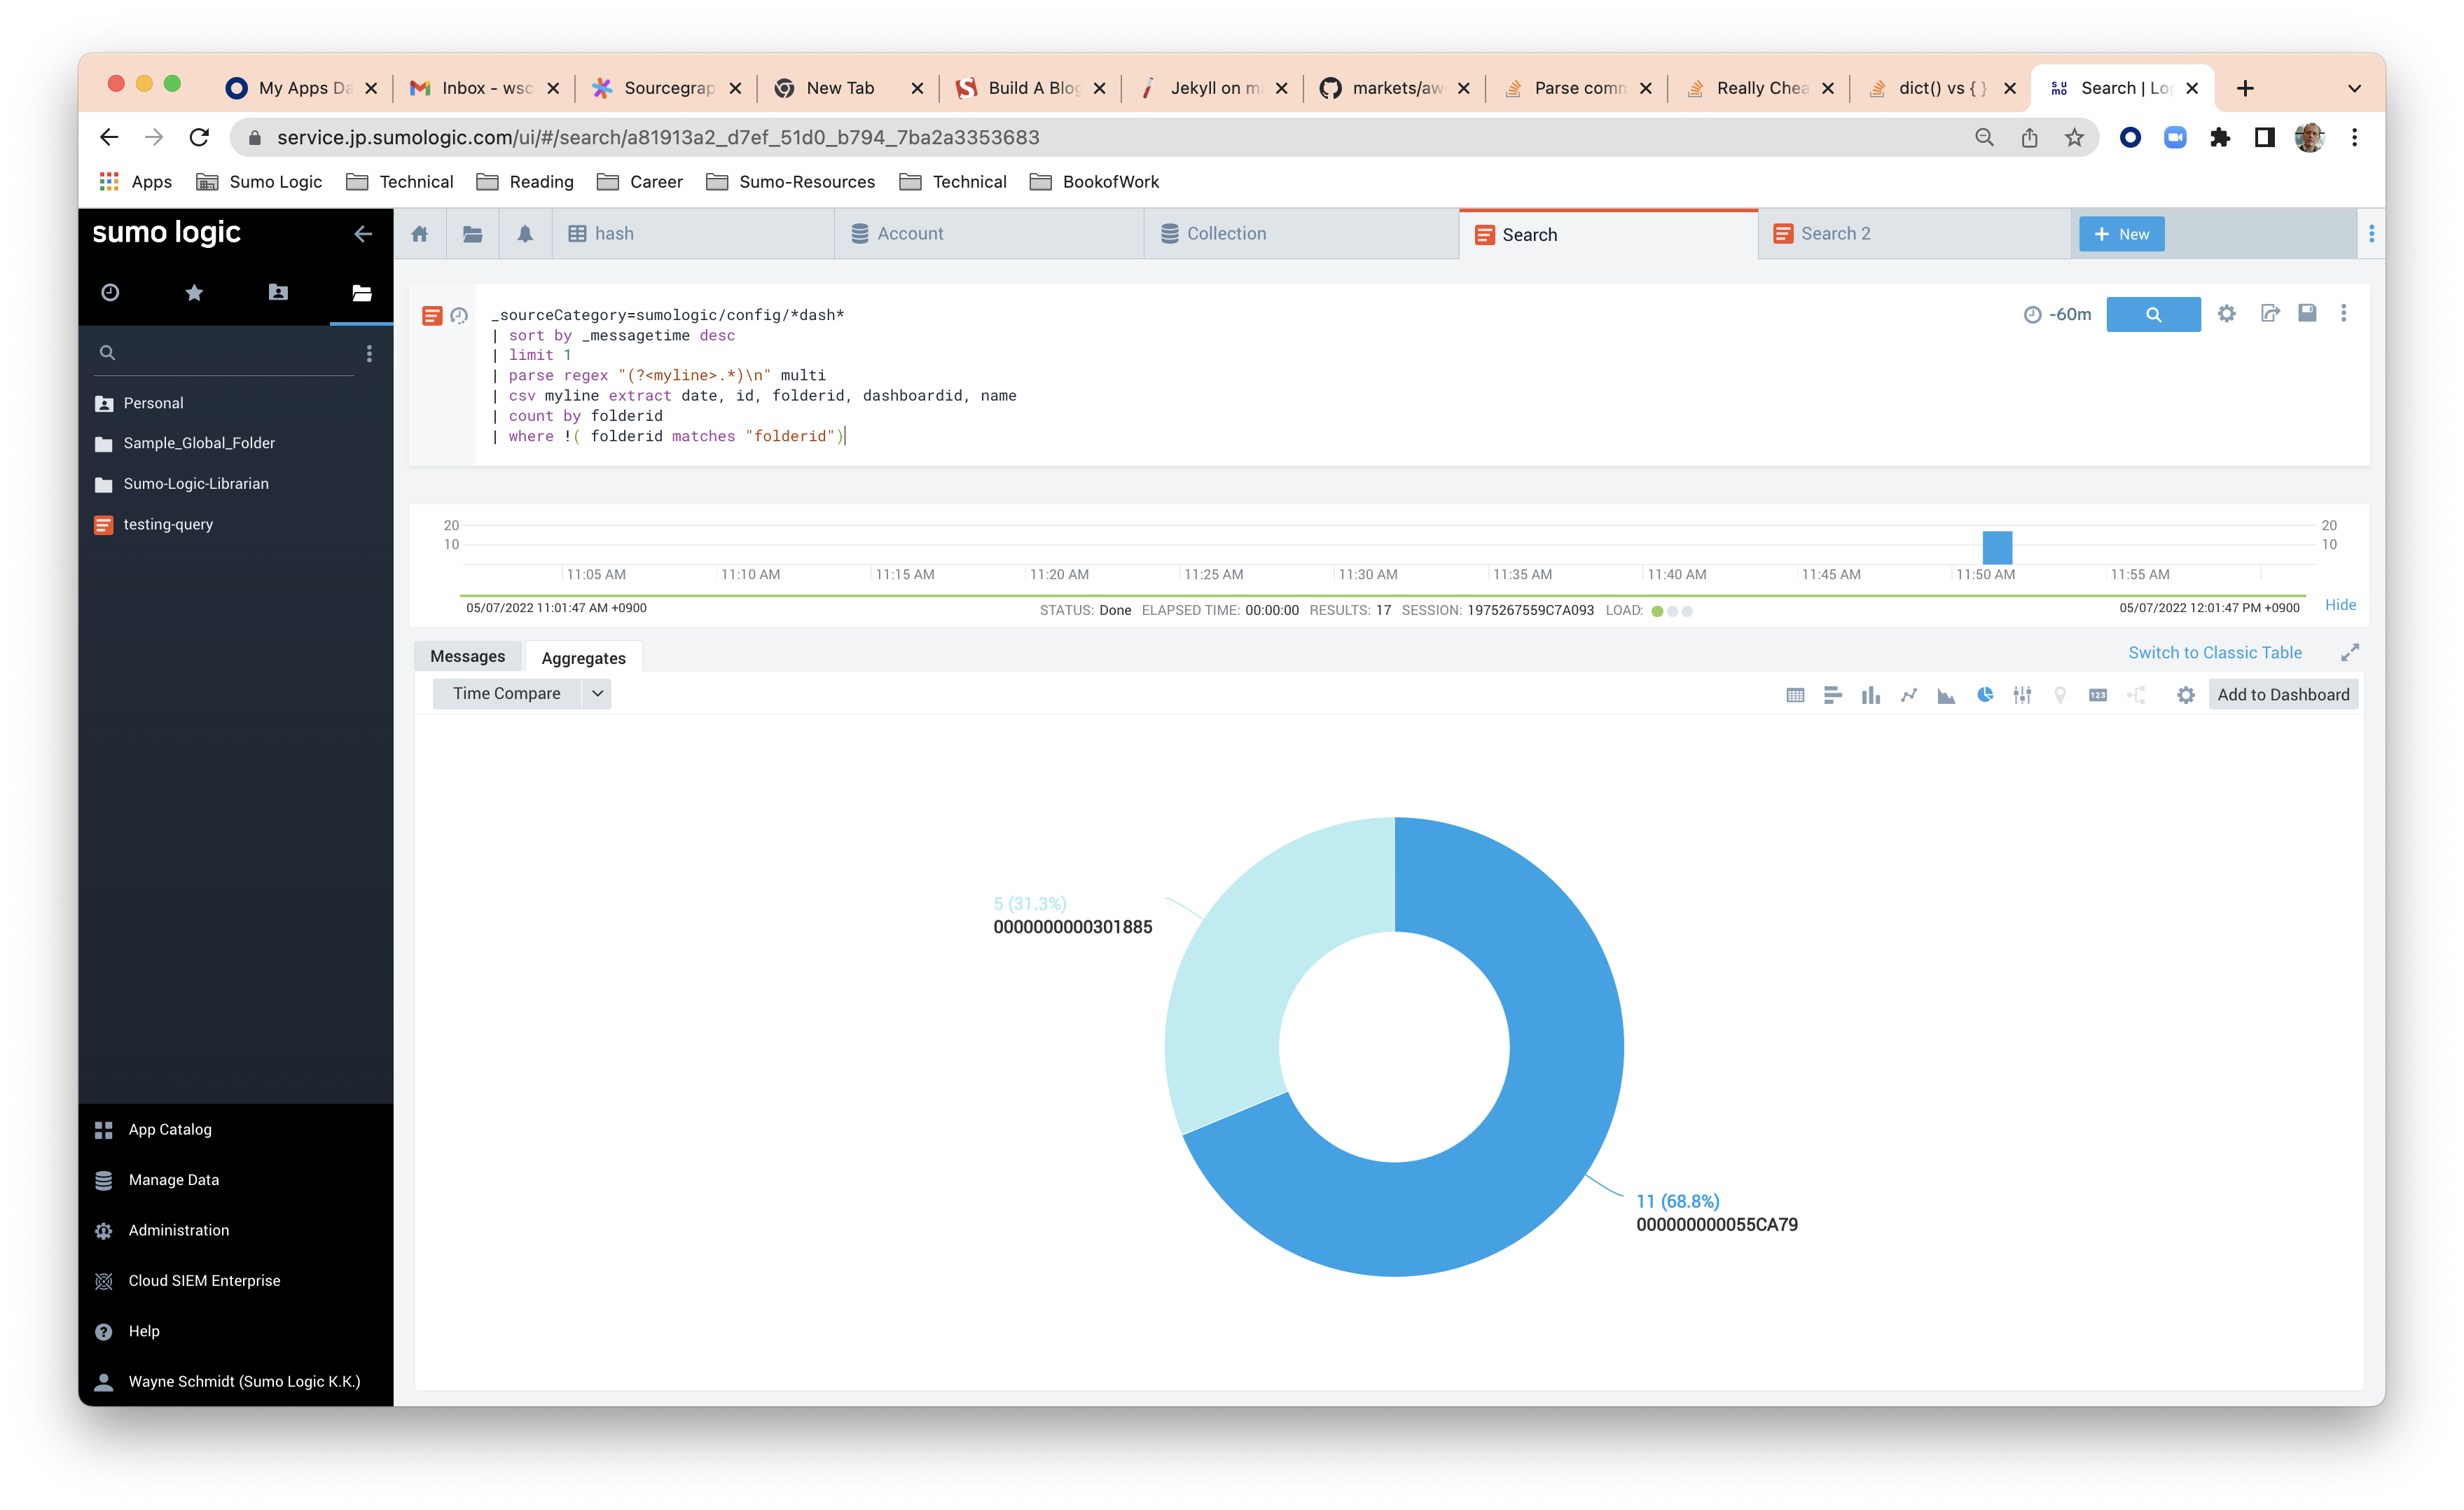 My Apps Da
Inbox - wsc
Sourcegrap
New Tab
Build A Blog
Jekyll on m
markets/aw
Parse comm
Really Chea
dict() vs { }
Search | Lo
service.jp.sumologic.com/ui/#/search/a81913a2_d7ef_51d0_b794_7ba2a3353683
Apps
Sumo Logic
Technical
Reading
Career
Sumo-Resources
Technical
BookofWork
sumo logic
hash
Account
Collection
Search
Search 2
+ New
Personal
Sample_Global_Folder
Sumo-Logic-Librarian
testing-query
_sourceCategory=sumologic/config/*dash*
| sort by _messagetime desc
| limit 1
| parse regex "(?<myline>.*)\n" multi
| csv myline extract date, id, folderid, dashboardid, name
| count by folderid
| where !( folderid matches "folderid")
-60m
20
10
20
10
11:05 AM
11:10 AM
11:15 AM
11:20 AM
11:25 AM
11:30 AM
11:35 AM
11:40 AM
11:45 AM
11:50 AM
11:55 AM
05/07/2022 11:01:47 AM +0900
STATUS: Done ELAPSED TIME: 00:00:00 RESULTS: 17 SESSION: 1975267559C7A093 LOAD:
05/07/2022 12:01:47 PM +0900
Hide
Messages
Aggregates
Switch to Classic Table
Time Compare
123
Add to Dashboard
5 (31.3%)
0000000000301885
11 (68.8%)
000000000055CA79
App Catalog
Manage Data
Administration
Cloud SIEM Enterprise
Help
Wayne Schmidt (Sumo Logic K.K.)